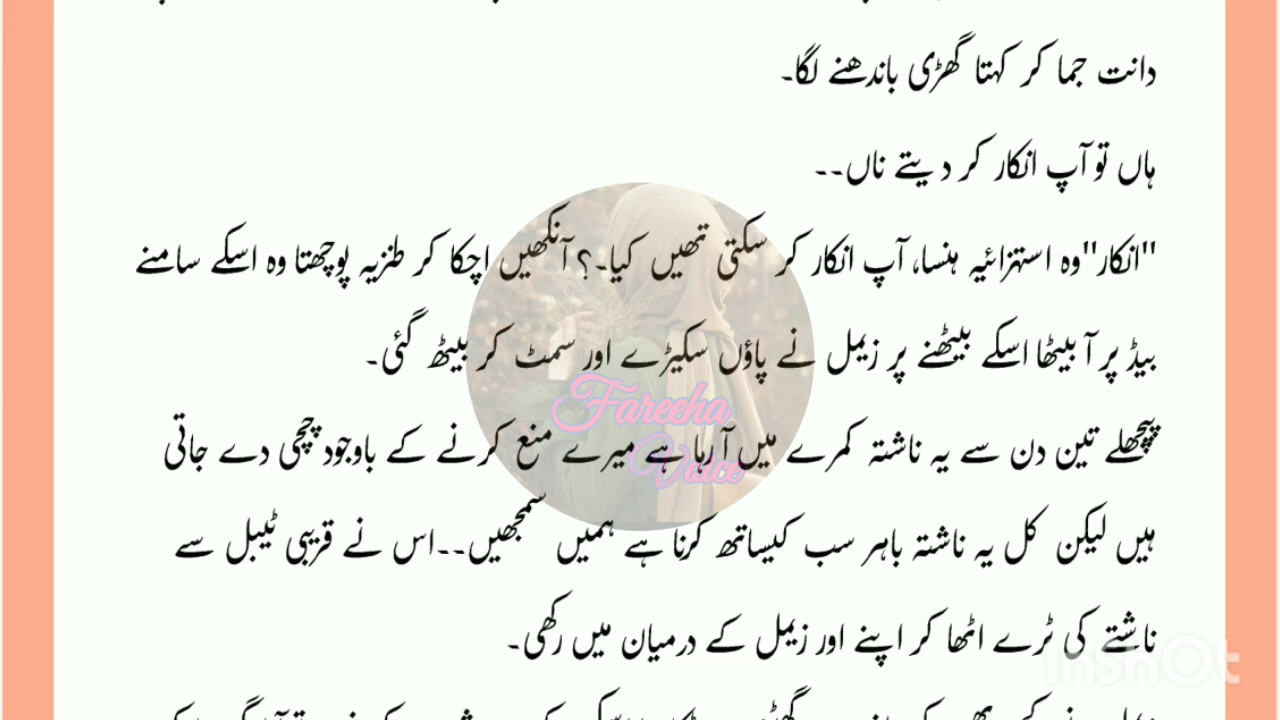 دانت جما کر کہتا گھڑی باندھنے لگا۔
ہاں تو آپ انکار کر دیتے ناں۔۔
"انکار" وہ استہزائیہ ہنسا، آپ انکار کر سکتی تھیں کیا۔؟ آنکھیں اچکا کر طنزیہ پوچھتا وہ اسکے سامنے
بیڈ پر آ بیٹھا اسکے بیٹھنے پر زیمل نے پاؤں سکیڑے اور سمٹ کر بیٹھ گئی۔
پچھلے تین دن سے یہ ناشتہ کمرے میں آ رہا ہے میرے منع کرنے کے باوجود چچی دے جاتی
ہیں لیکن کل یہ ناشتہ باہر سب کیساتھ کرنا ہے ہمیں سمجھیں۔۔ اس نے قریبی ٹیبل سے
ناشتے کی ٹرے اٹھا کر اپنے اور زیمل کے درمیان میں رکھی۔
Fareeha
Voice
InShOt